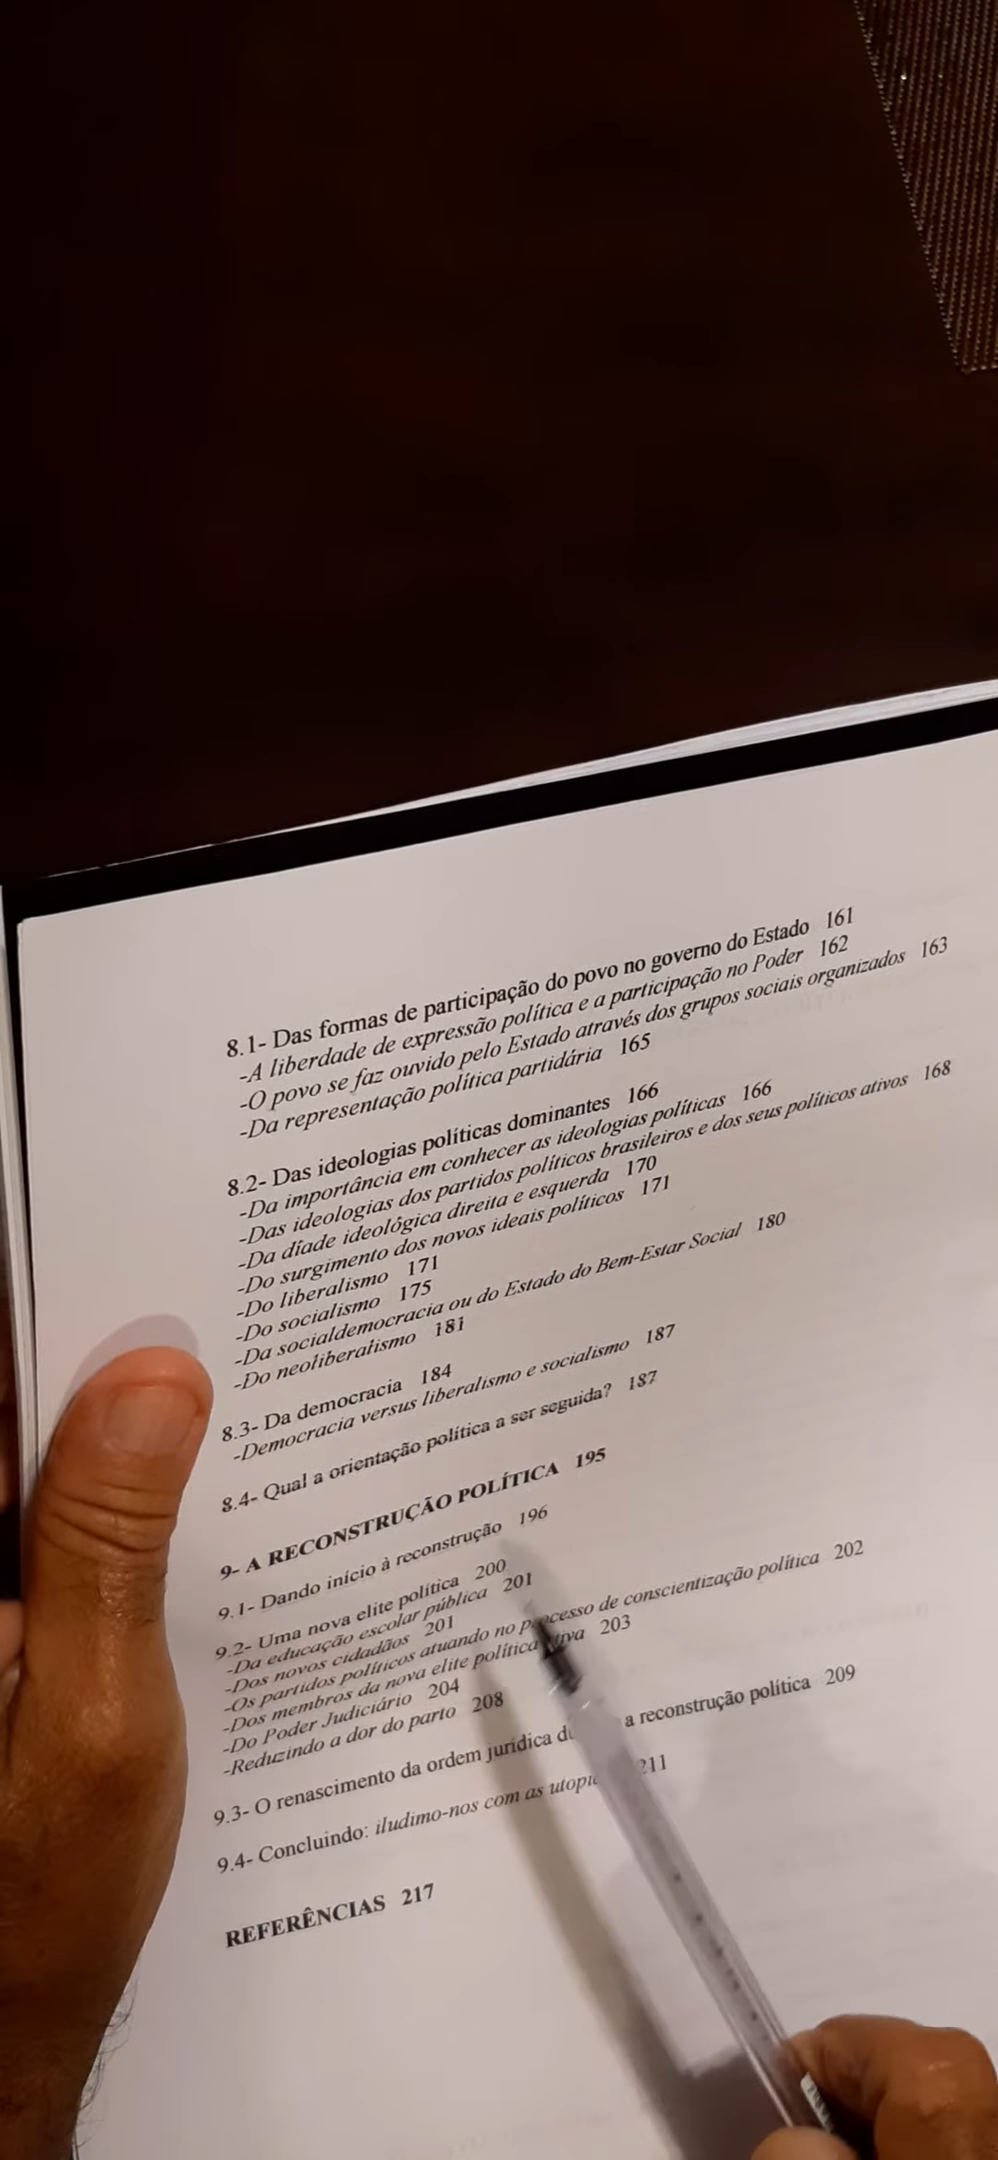 8.1- Das formas de participação do povo no governo do Estado 161
-A liberdade de expressão política e a participação no Poder 162
-O povo se faz ouvido pelo Estado através dos grupos sociais organizados 163
-Da representação política partidária 165
8.2- Das ideologias políticas dominantes 166
-Da importância em conhecer as ideologias políticas 166
-Das ideologias dos partidos políticos brasileiros e dos seus políticos ativos 168
-Da díade ideológica direita e esquerda 170
-Do surgimento dos novos ideais políticos 171
-Do liberalismo 171
-Do socialismo 175
-Da socialdemocracia ou do Estado do Bem-Estar Social 180
-Do neoliberalismo 181
8.3- Da democracia 184
-Democracia versus liberalismo e socialismo 187
8.4- Qual a orientação política a ser seguida? 187
9- A RECONSTRUÇÃO POLÍTICA 195
9.1- Dando início à reconstrução 196
9.2- Uma nova elite política 200
-Da educação escolar pública 201
-Dos novos cidadãos 201
-Os partidos políticos atuando no processo de conscientização política 202
-Dos membros da nova elite política ativa 203
-Do Poder Judiciário 204
-Reduzindo a dor do parto 208
9.3- O renascimento da ordem jurídica a reconstrução política 209
9.4- Concluindo: iludimo-nos com as 211
REFERÊNCIAS 217